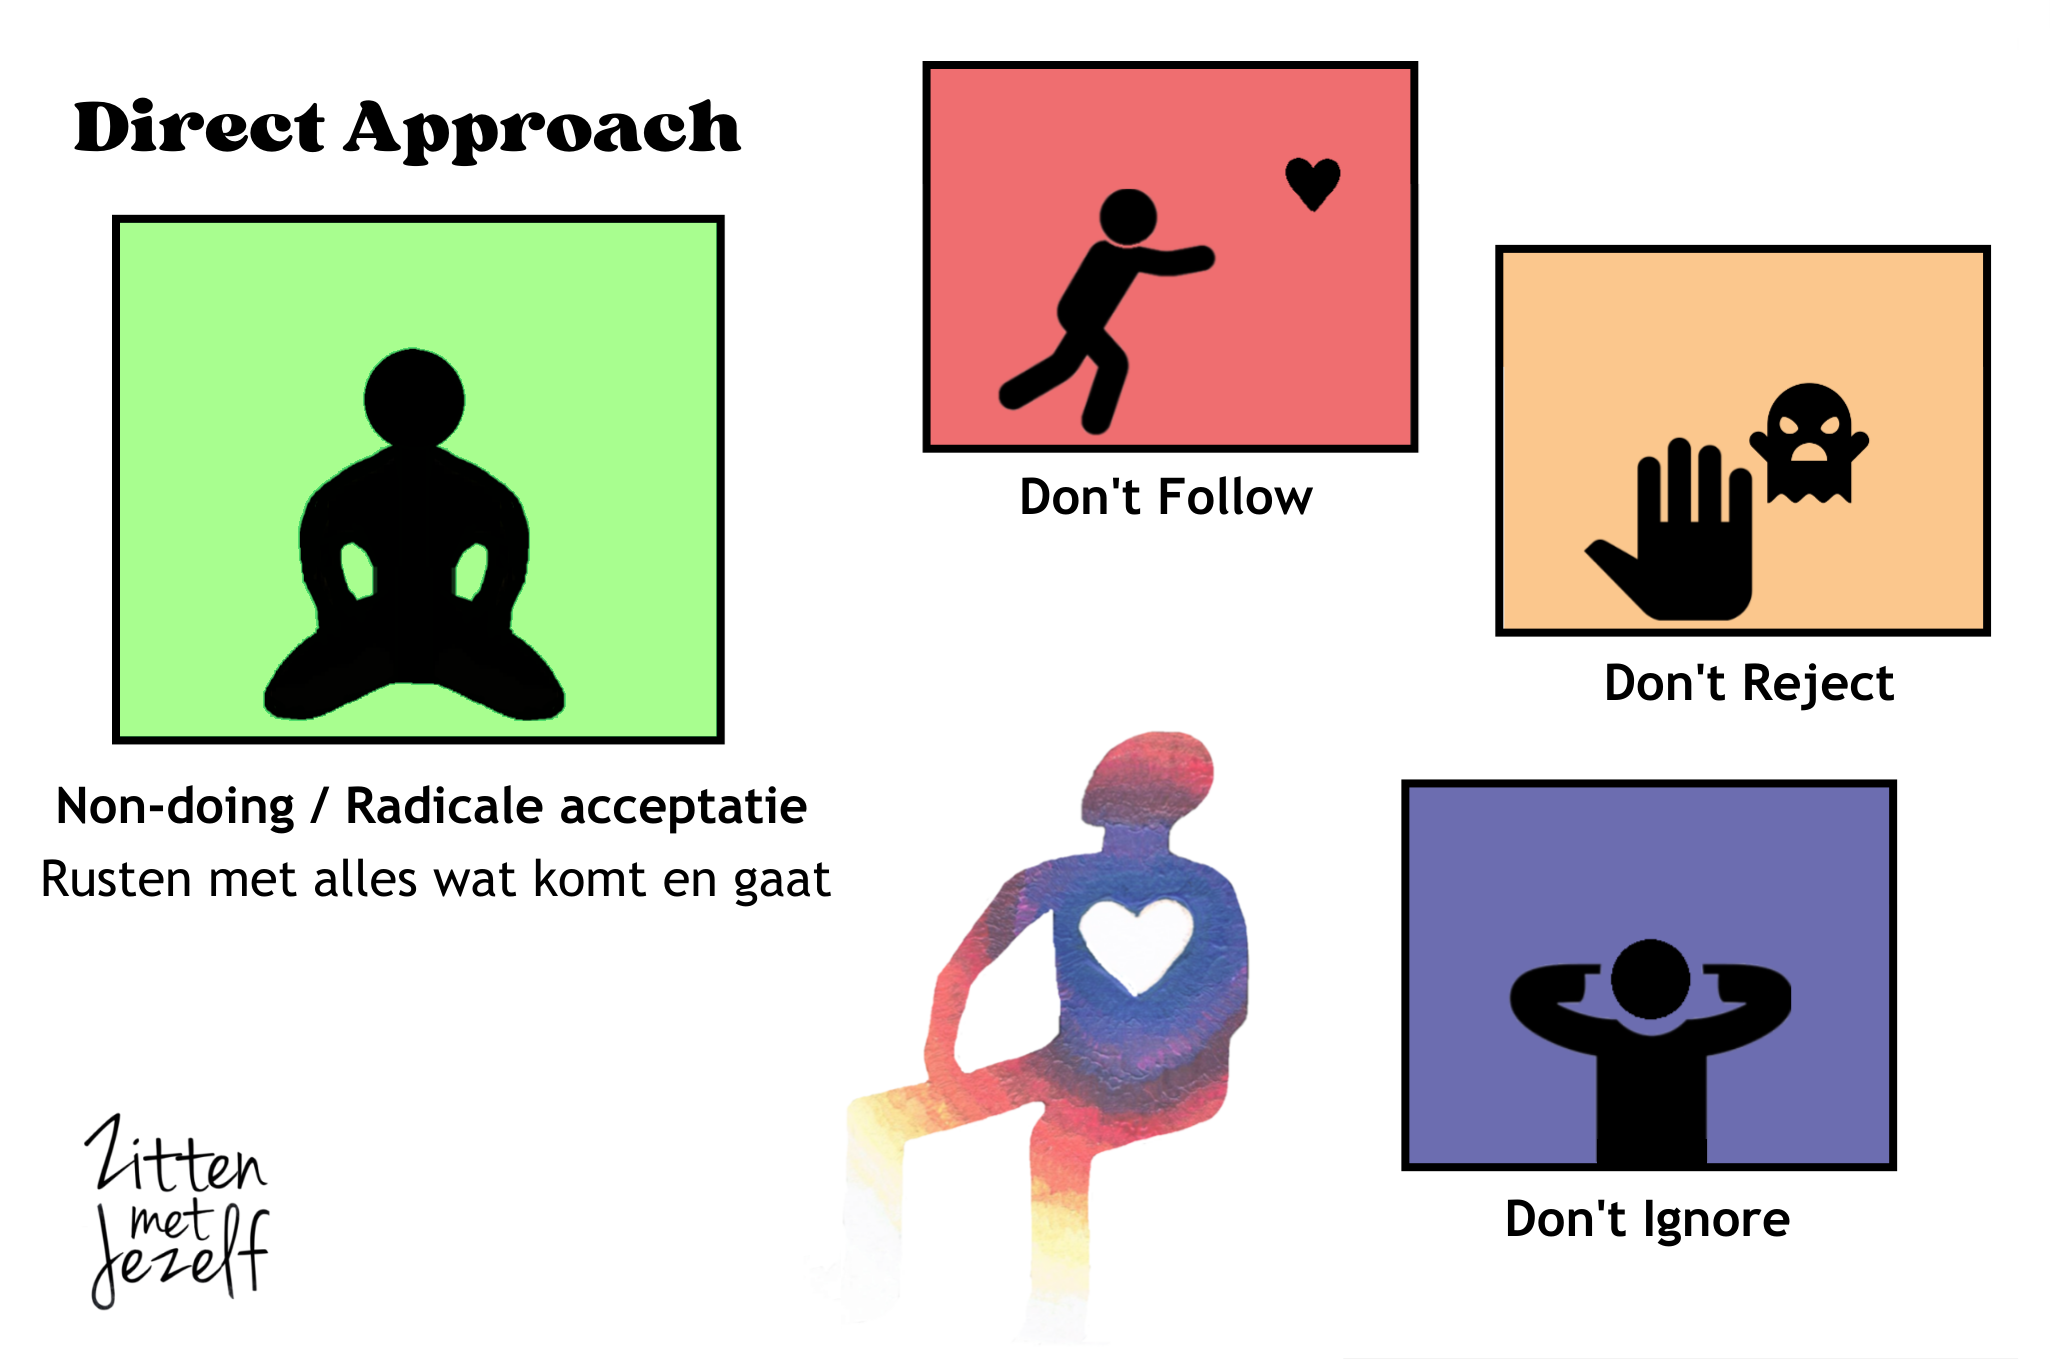 Direct Approach
Non-doing / Radicale acceptatie
Rusten met alles wat komt en gaat
Don't Follow
Don't Reject
Don't Ignore
Zitten
met
Jezelf